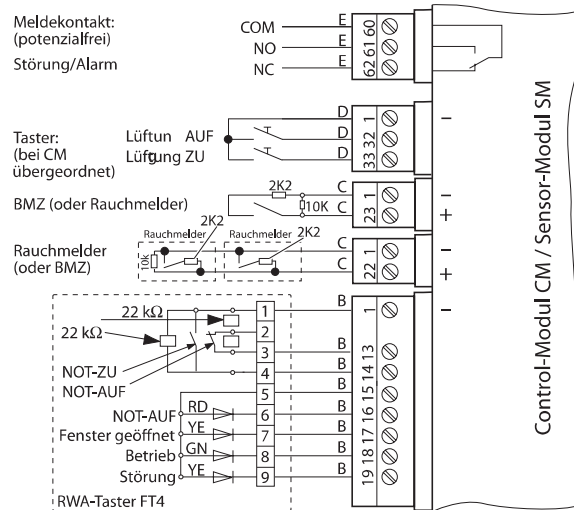 Meldekontakt:
(potenzialfrei)
Störung/Alarm
COM E 60
NO E 61
NC E 62
Taster:
(bei CM
übergeordnet)
Lüftun AUF
Lüftung ZU
D 1 –
D 32
D 33
BMZ (oder Rauchmelder)
2K2
10K
C 1 –
C 23 +
Rauchmelder
(oder BMZ)
Rauchmelder 2K2
Rauchmelder 2K2
10k
C 1 –
C 22 +
22 kΩ
22 kΩ
NOT-ZU
NOT-AUF
1 B 1 –
2
3 B 13
4 B 14
5 B 15
NOT-AUF RD 6 B 16
Fenster geöffnet YE 7 B 17
Betrieb GN 8 B 18
Störung YE 9 B 19
RWA-Taster FT4
Control-Modul CM / Sensor-Modul SM